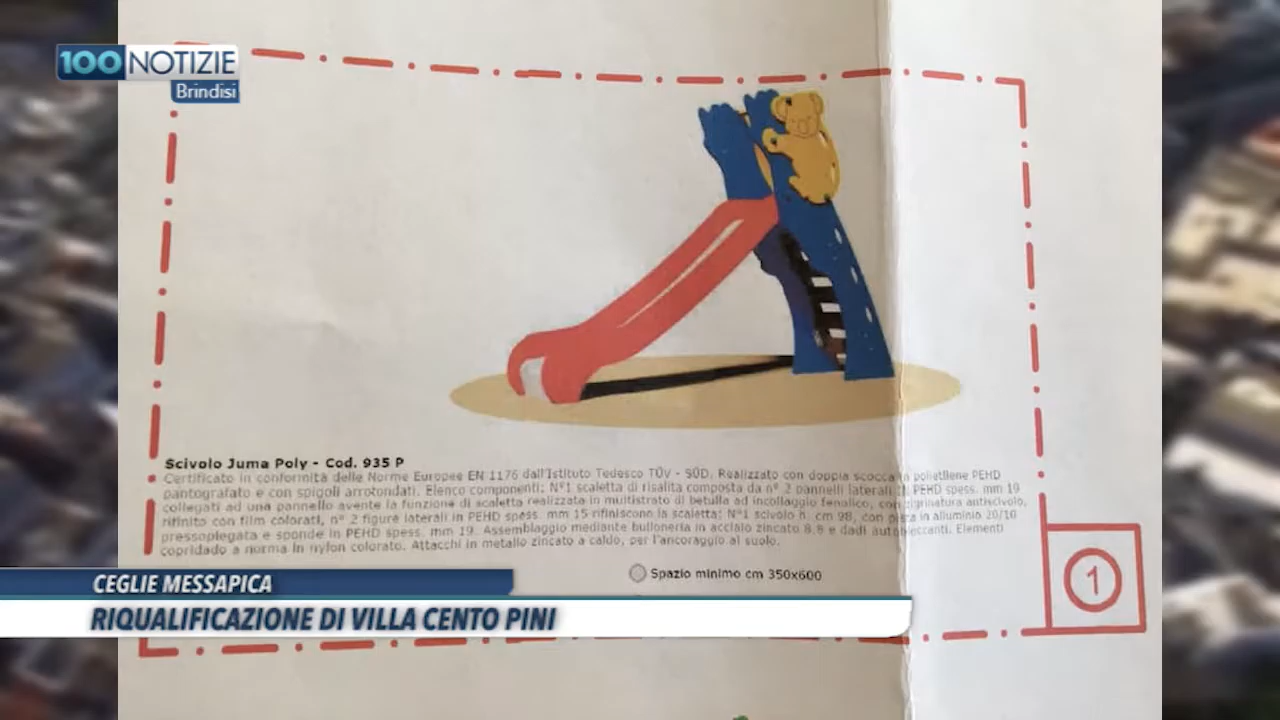 100 NOTIZIE
Brindisi
Scivolo Juma Poly - Cod. 935 P
Certificato in conformità delle Norme Europee EN 1176 dall'Istituto Tedesco TÜV - SÜD. Realizzato con doppia scocca in polietilene PEHD
pantografato e con spigoli arrotondati. Elenco componenti: N°1 scaletta di risalita composta da n° 2 pannelli laterali in PEHD spess. mm 19
collegati ad una pannello avente la funzione di scaletta realizzata in multistrato di betulla ad incollaggio fenolico, con zigrinatura antiscivolo,
rifinito con film colorati, n° 2 figure laterali in PEHD spess. mm 15 rifiniscono la scaletta; N°1 scivolo h. cm 98, con pista in alluminio 20/10
pressopiegata e sponde in PEHD spess. mm 19. Assemblaggio mediante bulloneria in acciaio zincato 8.8 e dadi autobloccanti. Elementi
copridado a norma in nylon colorato. Attacchi in metallo zincato a caldo, per l'ancoraggio al suolo.
Spazio minimo cm 350x600
1
CEGLIE MESSAPICA
RIQUALIFICAZIONE DI VILLA CENTO PINI